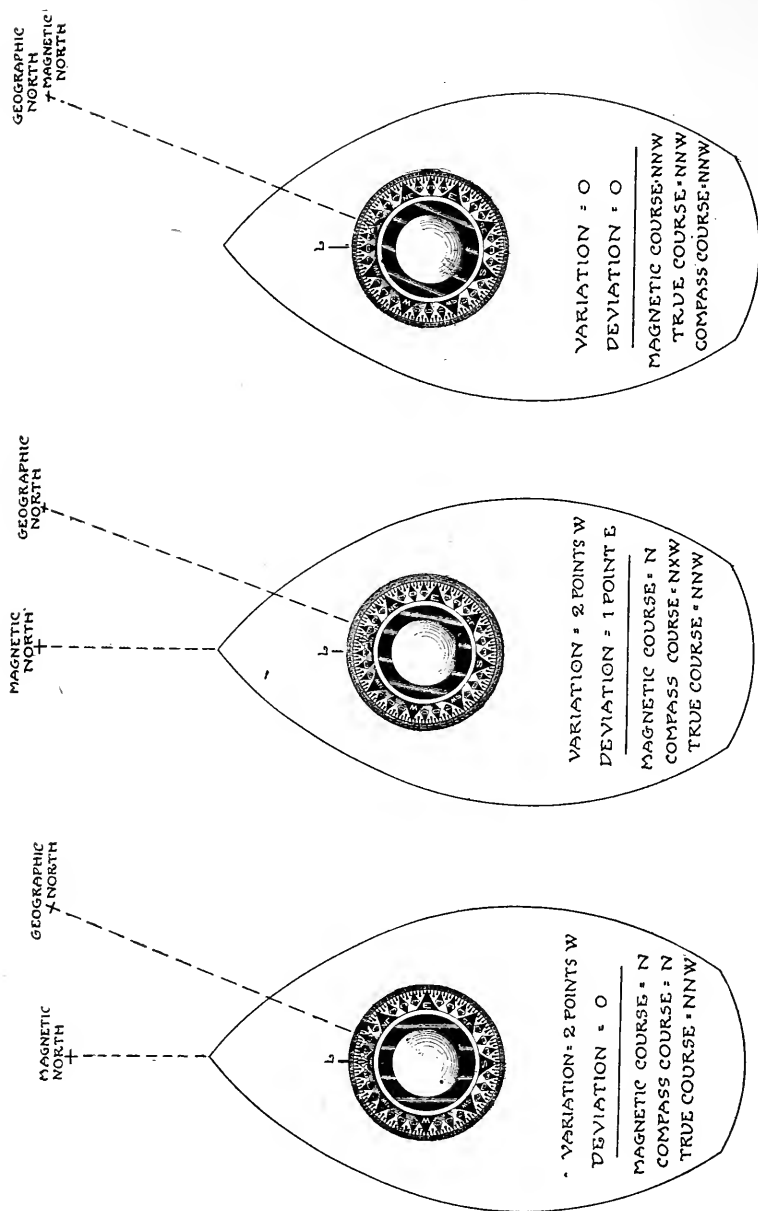 MAGNETIC
NORTH
GEOGRAPHIC
NORTH
L
W
E
VARIATION = 2 POINTS W
DEVIATION = 0
MAGNETIC COURSE = N
COMPASS COURSE = N
TRUE COURSE = NNW
MAGNETIC
NORTH
GEOGRAPHIC
NORTH
L
W
E
S
VARIATION = 2 POINTS W
DEVIATION = 1 POINT E
MAGNETIC COURSE = N
COMPASS COURSE = NXW
TRUE COURSE = NNW
GEOGRAPHIC
NORTH
MAGNETIC
NORTH
L
NE
W
E
S
VARIATION = 0
DEVIATION = 0
MAGNETIC COURSE = NNW
TRUE COURSE = NNW
COMPASS COURSE = NNW